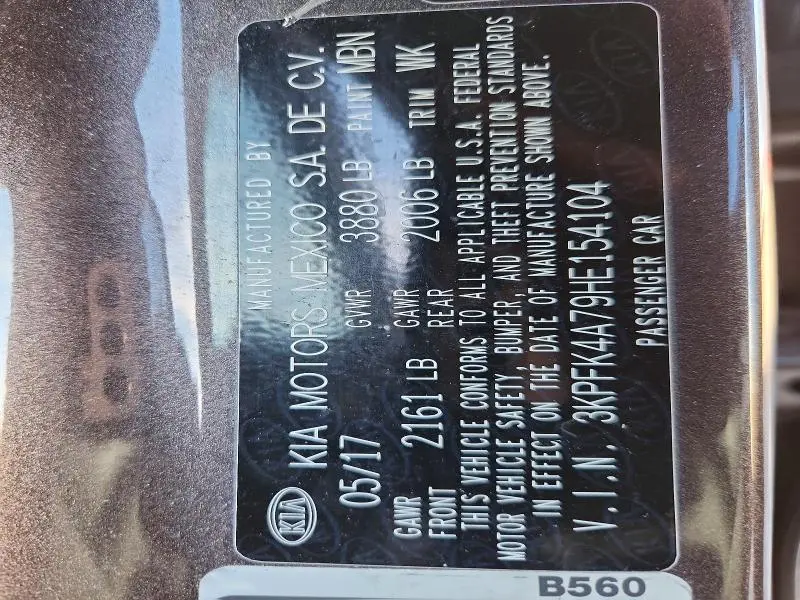 MANUFACTURED BY
KIA
KIA MOTORS MEXICO S.A. DE C.V.
05/17 GVWR 3880 LB PAINT MBN
GAWR FRONT 2161 LB GAWR REAR 2006 LB TRIM WK
THIS VEHICLE CONFORMS TO ALL APPLICABLE U.S.A. FEDERAL
MOTOR VEHICLE SAFETY, BUMPER, AND THEFT PREVENTION STANDARDS
IN EFFECT ON THE DATE OF MANUFACTURE SHOWN ABOVE.
V.I.N. 3KPFK4A79HE154104
PASSENGER CAR
B560